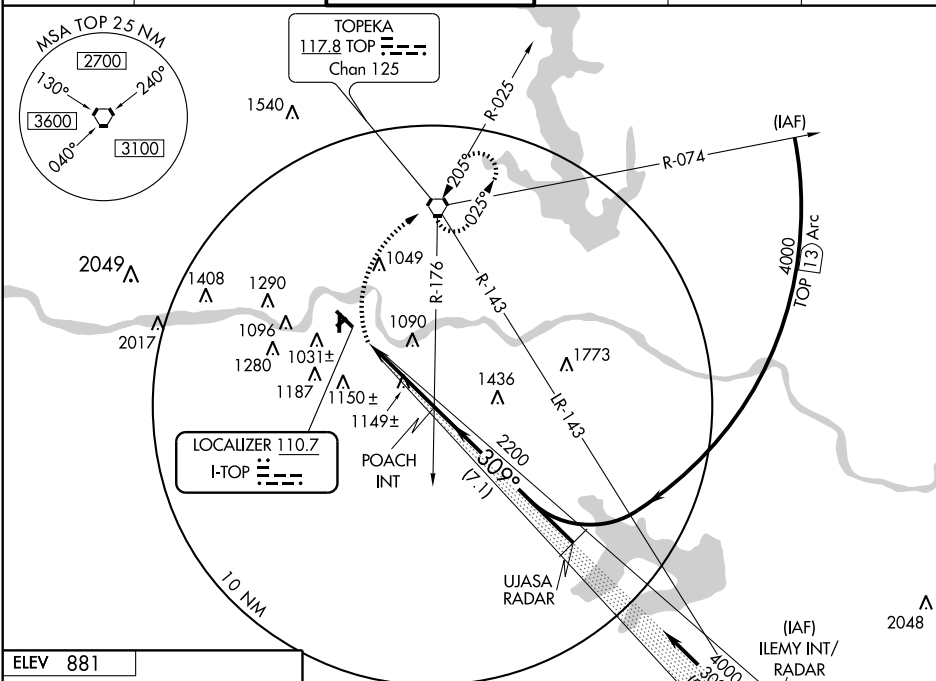 MSA TOP 25 NM
2700
130°
240°
3600
3100
040°
TOPEKA
117.8 TOP
Chan 125
1540
R-025
(IAF)
R-074
205°
025°
4000
TOP 13 Arc
2049
1408
1290
1049
R-176
R-143
2017
1096
1280
1031±
1187
1090
1150±
1149±
1436
1773
LR-143
LOCALIZER 110.7
I-TOP
POACH
INT
2200
309°
(7.1)
UJASA
RADAR
10 NM
2048
(IAF)
ILEMY INT/
RADAR
4000
ELEV 881